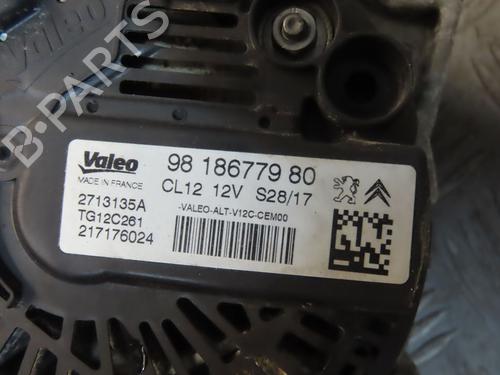 Valeo
B-PARTS
Valeo
MADE IN FRANCE
98 186779 80
CL12 12V S28/17
2713135A
TG12C261
217176024
-VALEO-ALT-V12C-CEM00